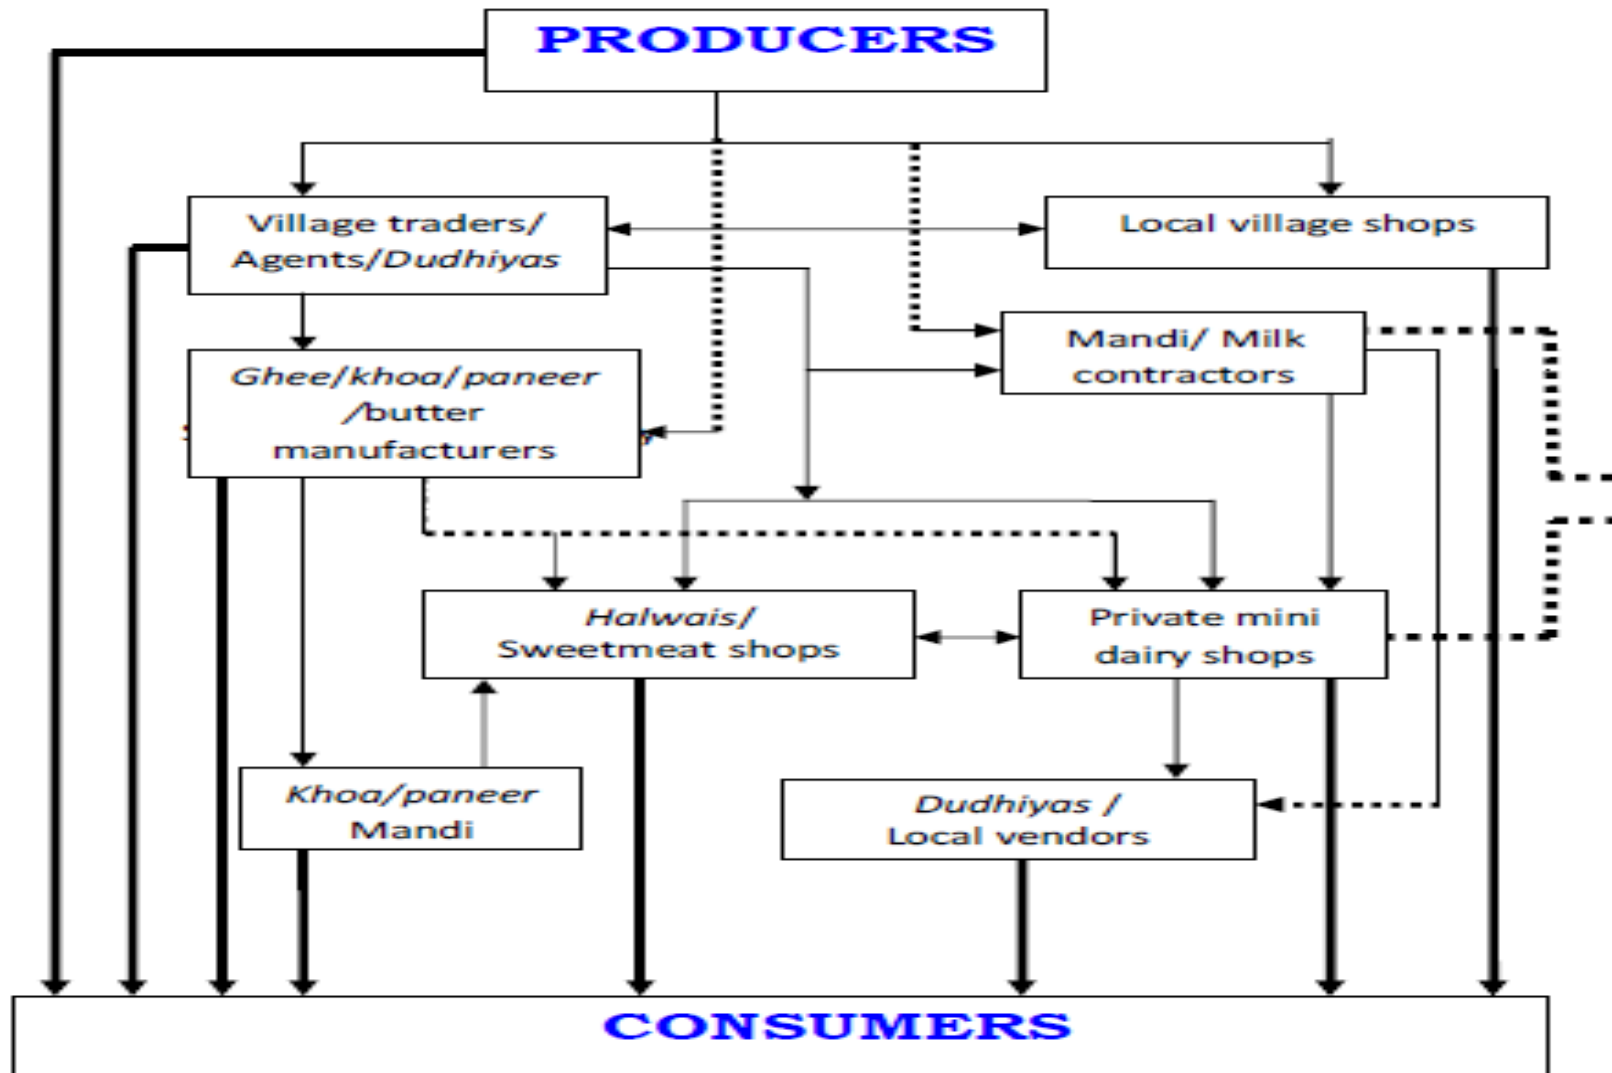 PRODUCERS
Village traders/
Agents/Dudhiyas
Local village shops
Mandi/ Milk
contractors
Ghee/khoa/paneer
/butter
manufacturers
Halwais/
Sweetmeat shops
Private mini
dairy shops
Khoa/paneer
Mandi
Dudhiyas /
Local vendors
CONSUMERS